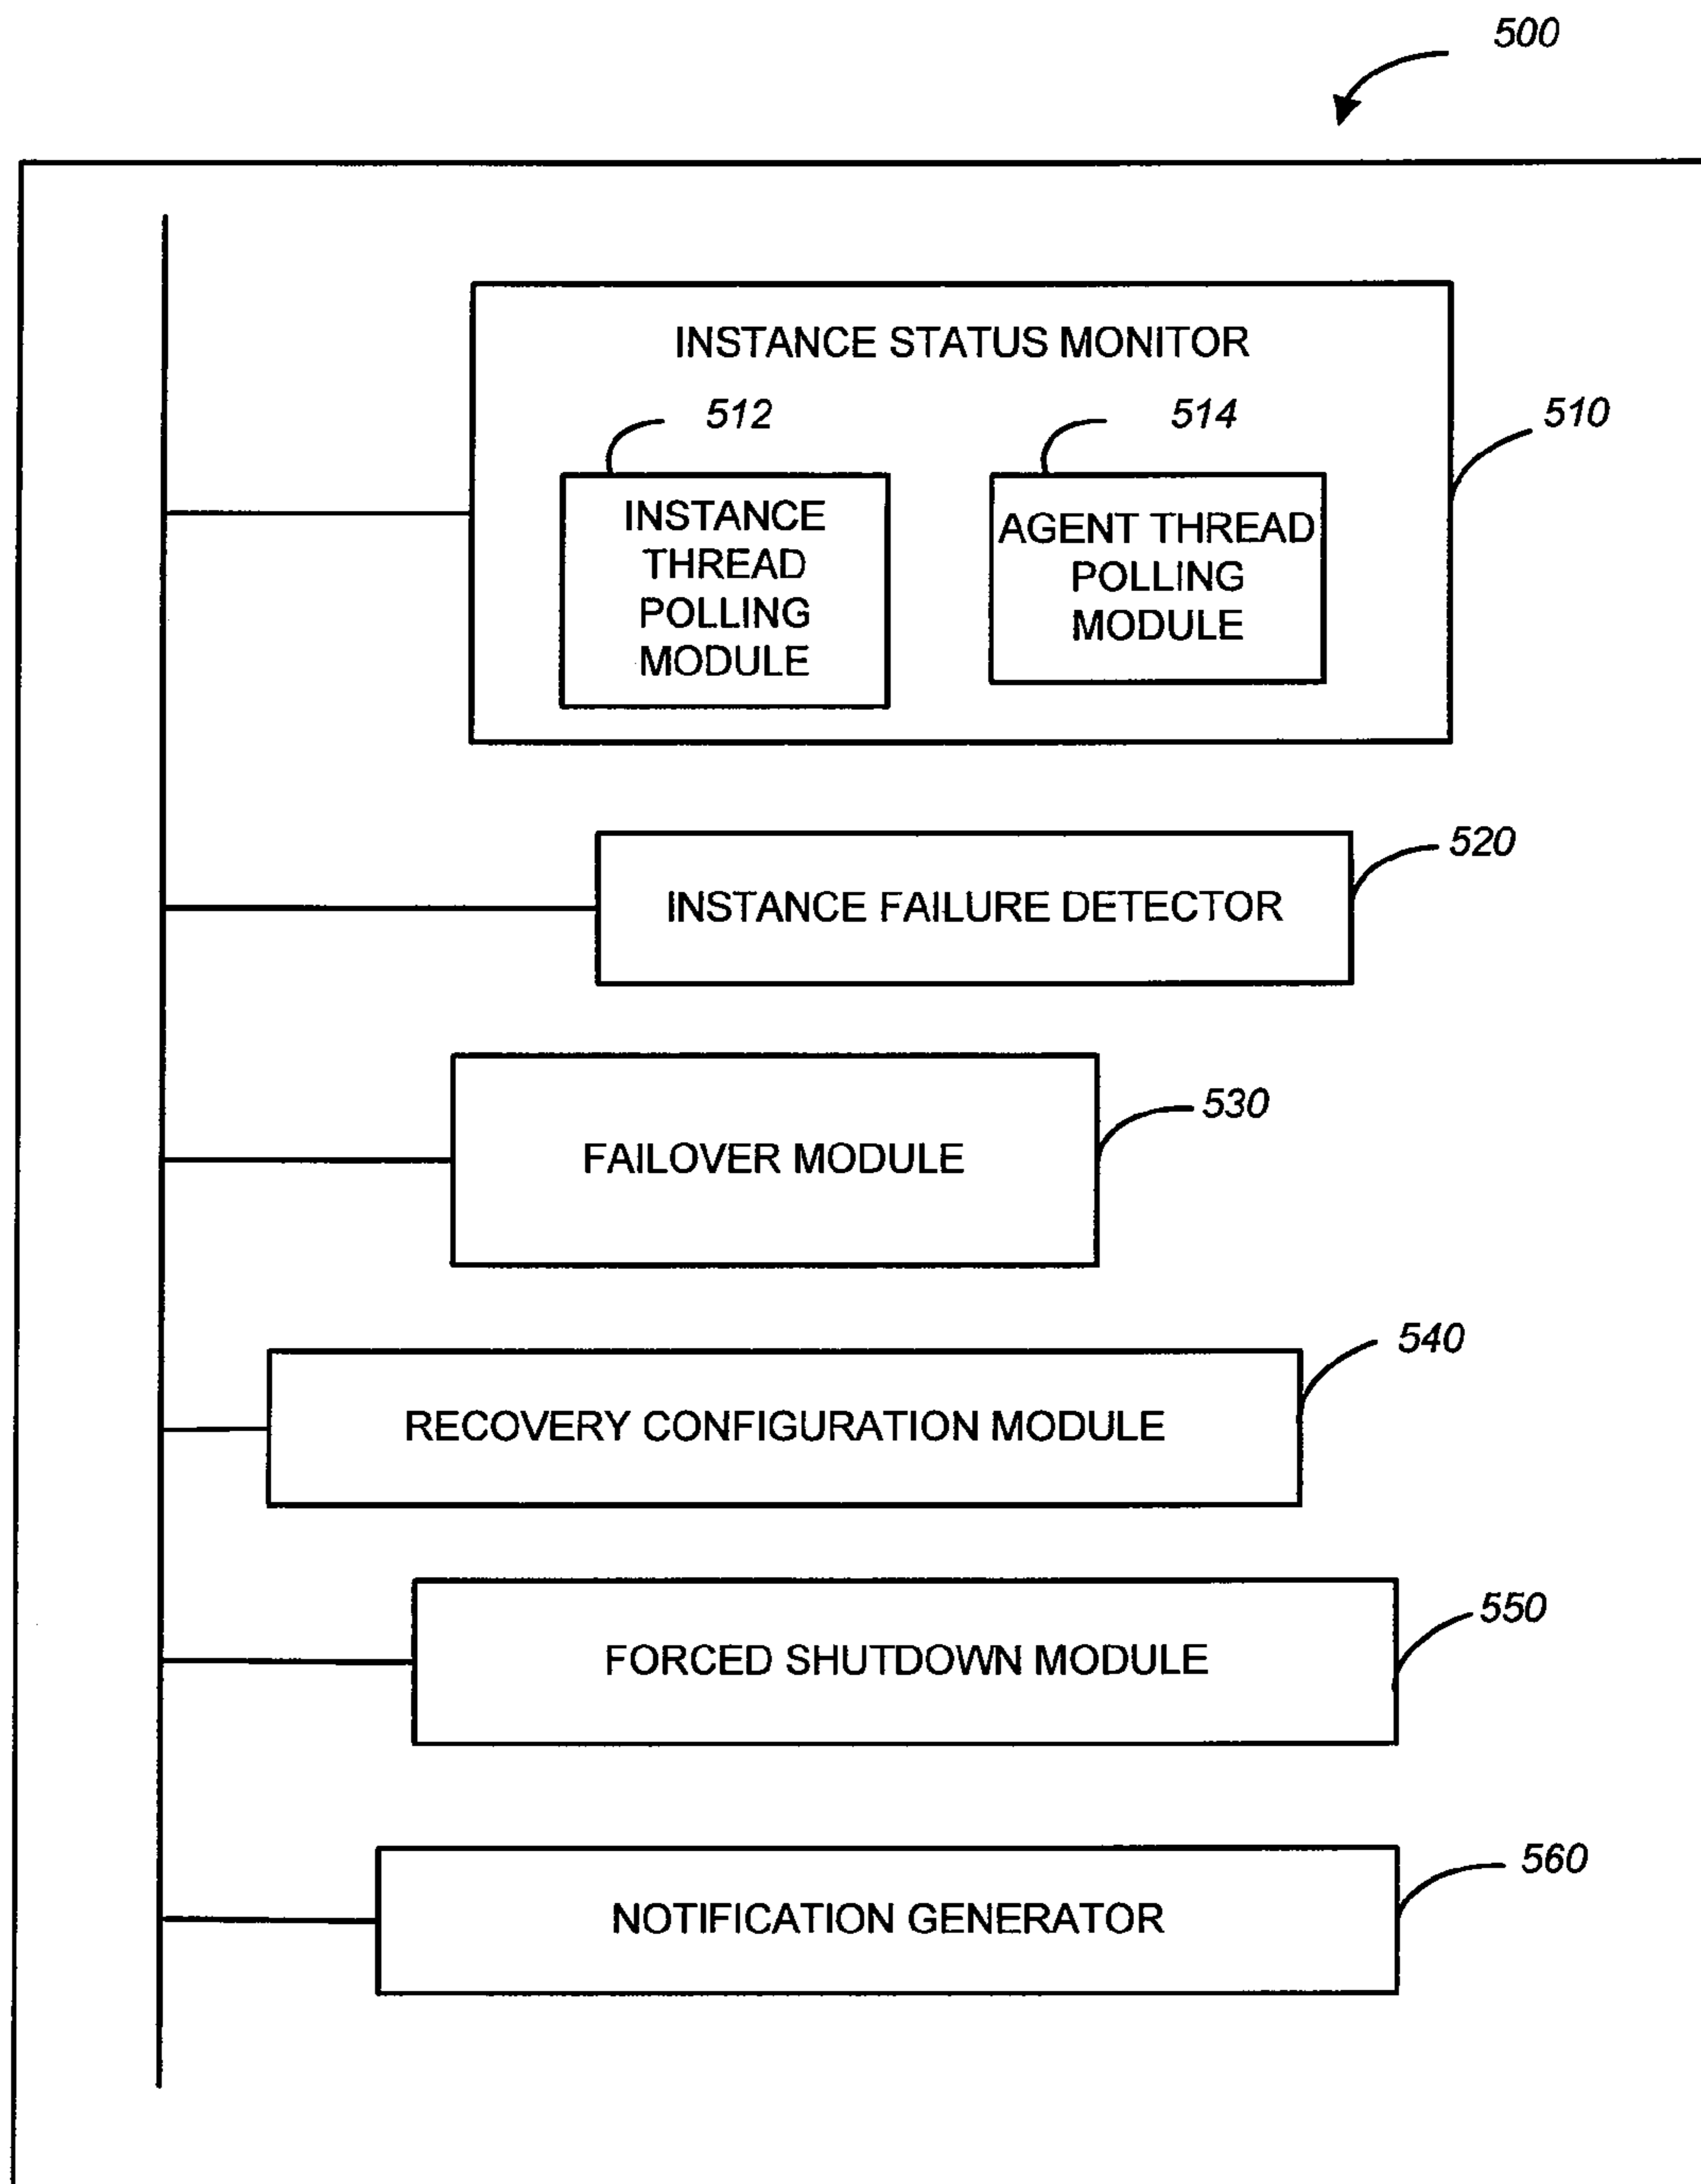 500
INSTANCE STATUS MONITOR
512
514
510
INSTANCE
THREAD
POLLING
MODULE
AGENT THREAD
POLLING
MODULE
520
INSTANCE FAILURE DETECTOR
530
FAILOVER MODULE
540
RECOVERY CONFIGURATION MODULE
550
FORCED SHUTDOWN MODULE
560
NOTIFICATION GENERATOR